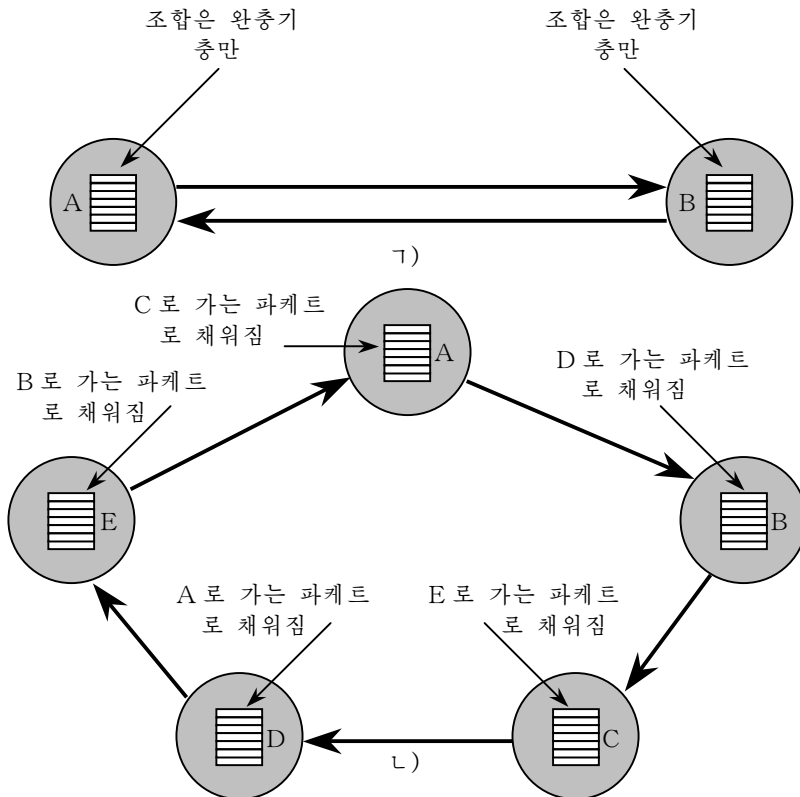 조합은 완충기
충만
조합은 완충기
충만
A
B
ㄱ)
C로 가는 파케트
로 채워짐
A
B로 가는 파케트
로 채워짐
D로 가는 파케트
로 채워짐
E
B
A로 가는 파케트
로 채워짐
E로 가는 파케트
로 채워짐
D
C
ㄴ)